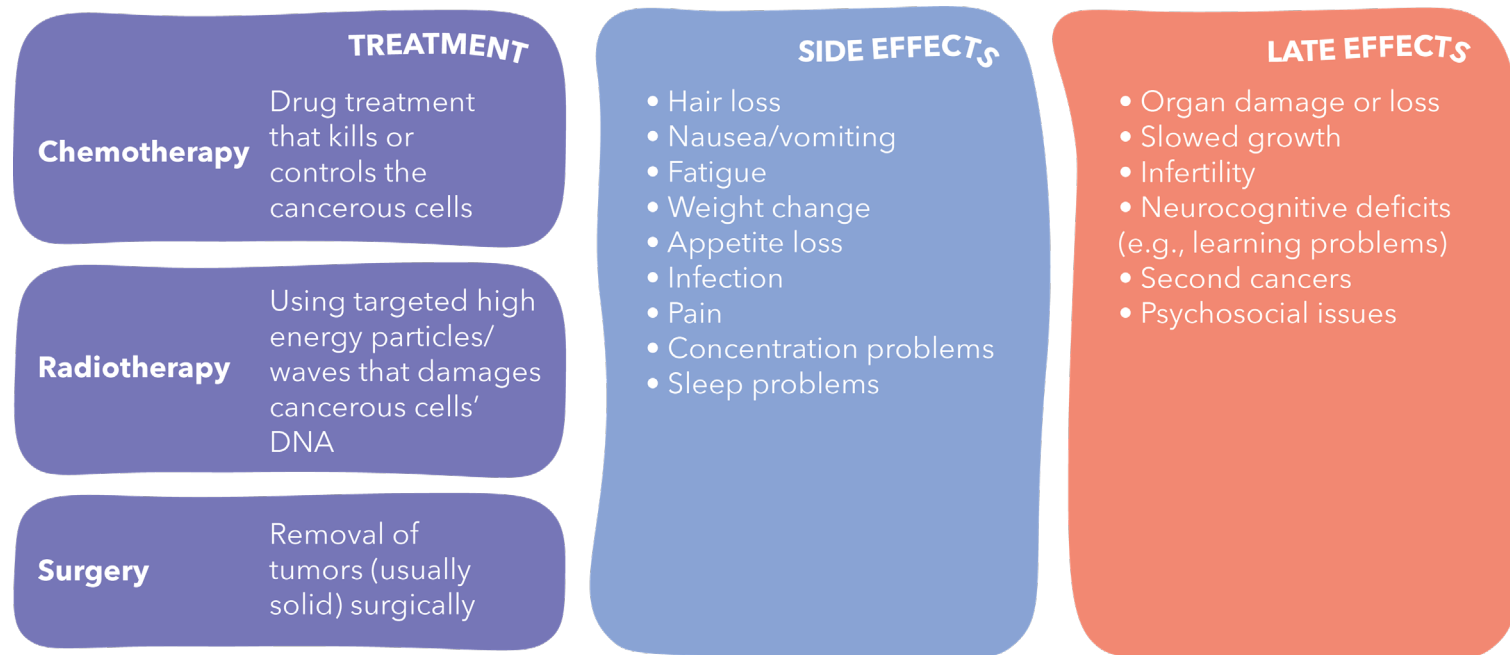 TREATMENT
Chemotherapy
Drug treatment
that kills or
controls the
cancerous cells
Radiotherapy
Using targeted high
energy particles/
waves that damages
cancerous cells’
DNA
Surgery
Removal of
tumors (usually
solid) surgically
SIDE EFFECTS
• Hair loss
• Nausea/vomiting
• Fatigue
• Weight change
• Appetite loss
• Infection
• Pain
• Concentration problems
• Sleep problems
LATE EFFECTS
• Organ damage or loss
• Slowed growth
• Infertility
• Neurocognitive deficits
(e.g., learning problems)
• Second cancers
• Psychosocial issues